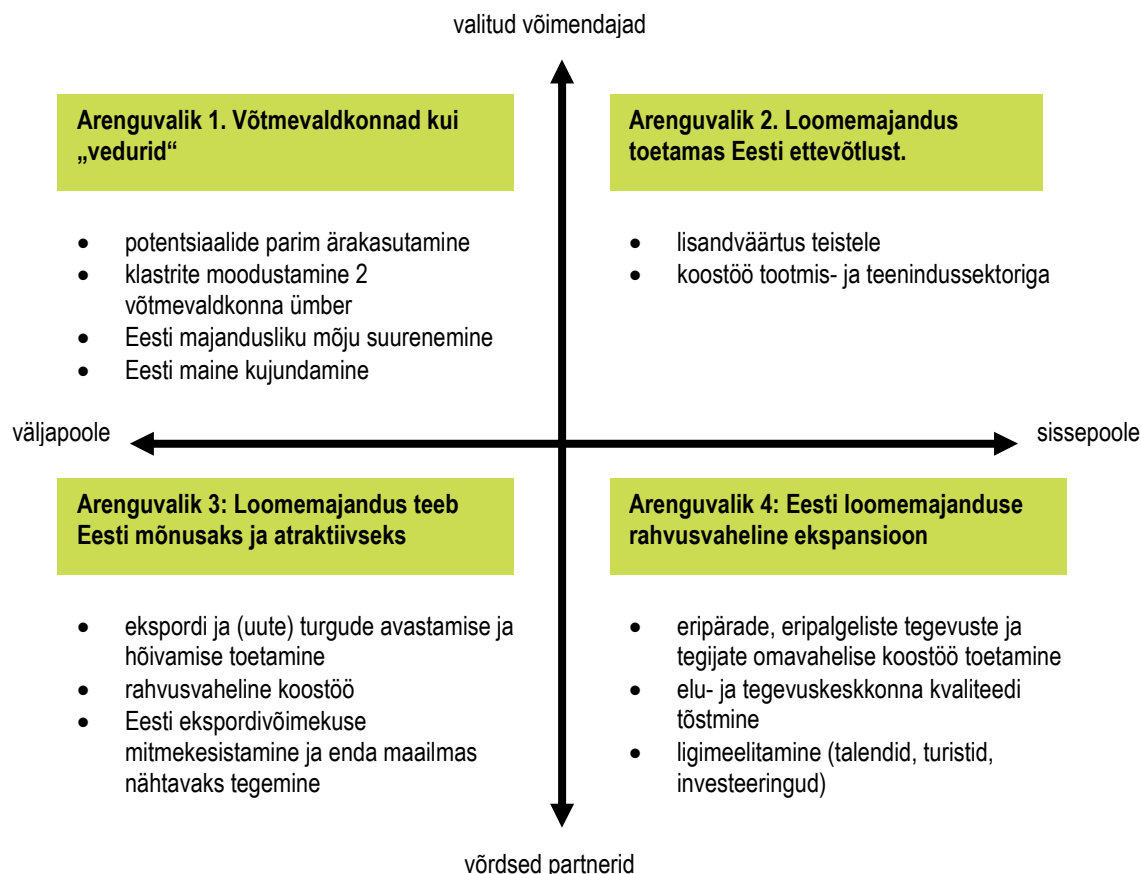 valitud võimendajad
Arenguvalik 1. Võtmevaldkonnad kui
„vedurid“
Arenguvalik 2. Loomemajandus
toetamas Eesti ettevõtlust.
• potentsiaalide parim ärakasutamine
• klastrite moodustamine 2
võtmevaldkonna ümber
• Eesti majandusliku mõju suurenemine
• Eesti maine kujundamine
• lisandväärtus teistele
• koostöö tootmis- ja teenindussektoriga
väljapoole
sissepoole
Arenguvalik 3: Loomemajandus teeb
Eesti mõnusaks ja atraktiivseks
Arenguvalik 4: Eesti loomemajanduse
rahvusvaheline ekspansioon
• ekspordi ja (uute) turgude avastamise ja
hõivamise toetamine
• rahvusvaheline koostöö
• Eesti ekspordivõimekuse
mitmekesistamine ja enda maailmas
nähtavaks tegemine
• eripärade, eripalgeliste tegevuste ja
tegijate omavahelise koostöö toetamine
• elu- ja tegevuskeskkonna kvaliteedi
tõstmine
• ligimeelitamine (talendid, turistid,
investeeringud)
võrdsed partnerid